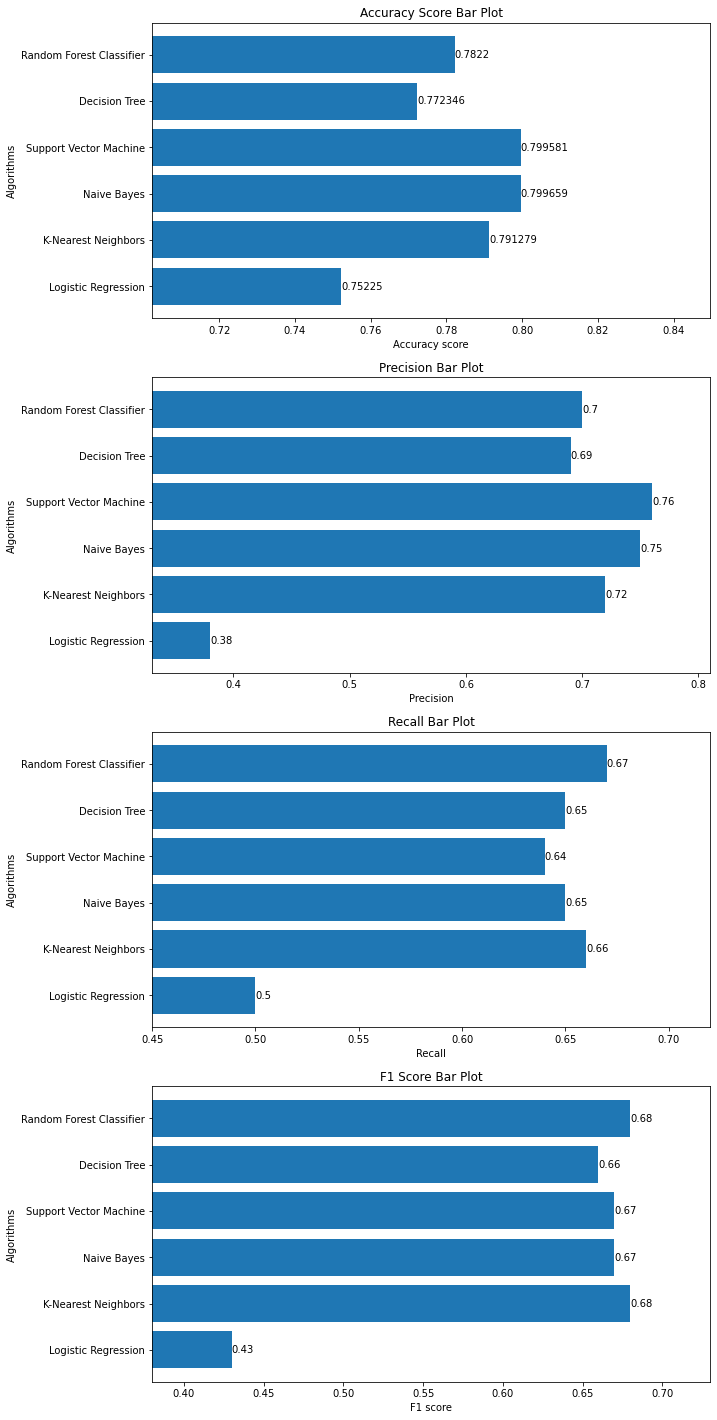 Accuracy Score Bar Plot
Algorithms
Random Forest Classifier 0.7822
Decision Tree 0.772346
Support Vector Machine 0.799581
Naive Bayes 0.799659
K-Nearest Neighbors 0.791279
Logistic Regression 0.75225
0.72 0.74 0.76 0.78 0.80 0.82 0.84
Accuracy score
Precision Bar Plot
Algorithms
Random Forest Classifier 0.7
Decision Tree 0.69
Support Vector Machine 0.76
Naive Bayes 0.75
K-Nearest Neighbors 0.72
Logistic Regression 0.38
0.4 0.5 0.6 0.7 0.8
Precision
Recall Bar Plot
Algorithms
Random Forest Classifier 0.67
Decision Tree 0.65
Support Vector Machine 0.64
Naive Bayes 0.65
K-Nearest Neighbors 0.66
Logistic Regression 0.5
0.45 0.50 0.55 0.60 0.65 0.70
Recall
F1 Score Bar Plot
Algorithms
Random Forest Classifier 0.68
Decision Tree 0.66
Support Vector Machine 0.67
Naive Bayes 0.67
K-Nearest Neighbors 0.68
Logistic Regression 0.43
0.40 0.45 0.50 0.55 0.60 0.65 0.70
F1 score